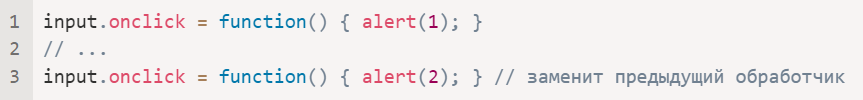 1 input.onclick = function() { alert(1); }
2 // ...
3 input.onclick = function() { alert(2); } // заменит предыдущий обработчик